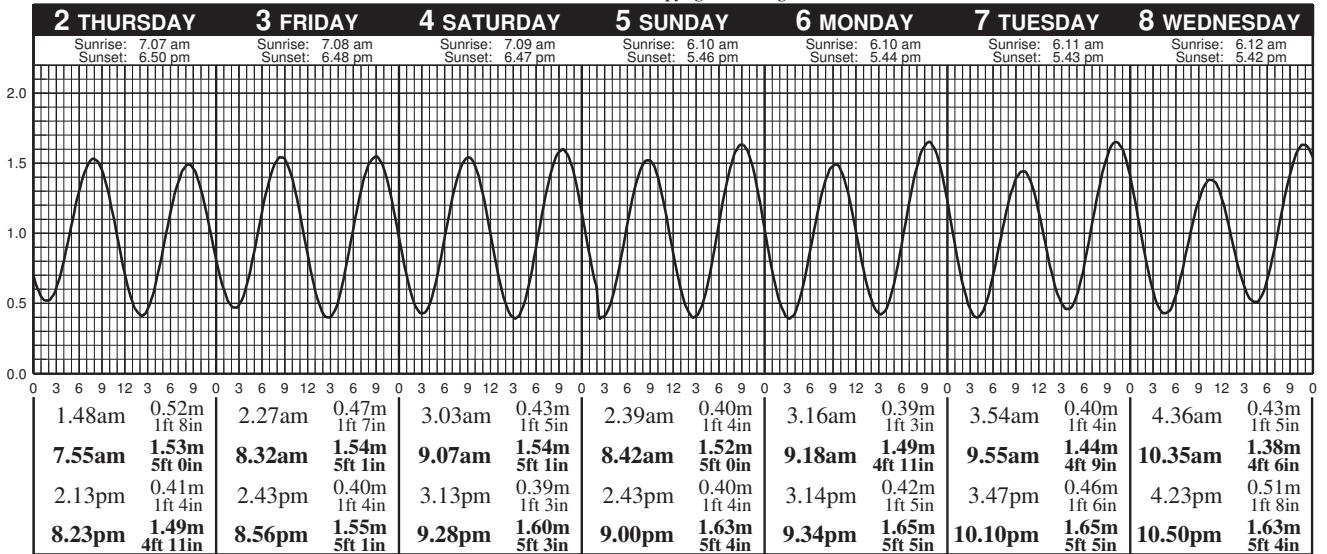 2 THURSDAY 3 FRIDAY 4 SATURDAY 5 SUNDAY 6 MONDAY 7 TUESDAY 8 WEDNESDAY
Sunrise: 7.07 am Sunrise: 7.08 am Sunrise: 7.09 am Sunrise: 6.10 am Sunrise: 6.10 am Sunrise: 6.11 am Sunrise: 6.12 am
Sunset: 6.50 pm Sunset: 6.48 pm Sunset: 6.47 pm Sunset: 5.46 pm Sunset: 5.44 pm Sunset: 5.43 pm Sunset: 5.42 pm
2.0
1.5
1.0
0.5
0.0
0 3 6 9 12 3 6 9 0 3 6 9 12 3 6 9 0 3 6 9 12 3 6 9 0 3 6 9 12 3 6 9 0 3 6 9 12 3 6 9 0 3 6 9 12 3 6 9 0 3 6 9 12 3 6 9 0
1.48am 0.52m 2.27am 0.47m 3.03am 0.43m 2.39am 0.40m 3.16am 0.39m 3.54am 0.40m 4.36am 0.43m
1ft 8in 1ft 7in 1ft 5in 1ft 4in 1ft 3in 1ft 4in 1ft 5in
7.55am 1.53m 8.32am 1.54m 9.07am 1.54m 8.42am 1.52m 9.18am 1.49m 9.55am 1.44m 10.35am 1.38m
5ft 0in 5ft 1in 5ft 1in 5ft 0in 4ft 11in 4ft 9in 4ft 6in
2.13pm 0.41m 2.43pm 0.40m 3.13pm 0.39m 2.43pm 0.40m 3.14pm 0.42m 3.47pm 0.46m 4.23pm 0.51m
1ft 4in 1ft 4in 1ft 3in 1ft 4in 1ft 5in 1ft 6in 1ft 8in
8.23pm 1.49m 8.56pm 1.55m 9.28pm 1.60m 9.00pm 1.63m 9.34pm 1.65m 10.10pm 1.65m 10.50pm 1.63m
4ft 11in 5ft 1in 5ft 3in 5ft 4in 5ft 5in 5ft 5in 5ft 4in